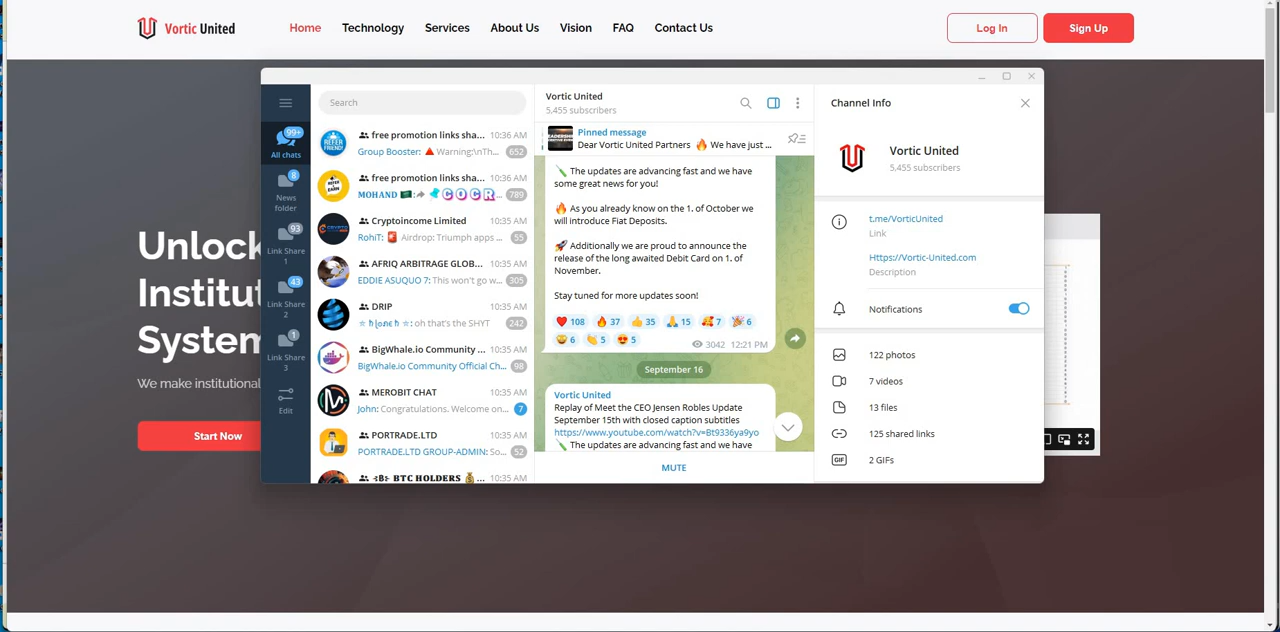 Vortic United
Home
Technology
Services
About Us
Vision
FAQ
Contact Us
Log In
Sign Up
Unlock
Institut
System
We make institutional
Start Now
99+
All chats
8
News
folder
93
Link Share
1
43
Link Share
2
1
Link Share
3
Edit
Search
free promotion links sha... 10:36 AM
Group Booster: 🔺 Warning:\nTh... 652
free promotion links sha... 10:36 AM
MOHAND 789
Cryptoincome Limited 10:35 AM
RohiT: 🚨 Airdrop: Triumph apps ... 55
AFRIQ ARBITRAGE GLOB... 10:35 AM
EDDIE ASUQUO 7: This won't go w... 305
DRIP 10:35 AM
oh that's the SHYT 242
BigWhale.io Community ... 10:35 AM
BigWhale.io Community Official Ch... 98
MEROBIT CHAT 10:35 AM
John: Congratulations. Welcome on... 7
PORTRADE.LTD 10:35 AM
PORTRADE.LTD GROUP-ADMIN: So... 52
BTC HOLDERS 💰 ... 10:35 AM
Vortic United
5,455 subscribers
Pinned message
Dear Vortic United Partners 🔥 We have just ...
The updates are advancing fast and we have
some great news for you!
🔥 As you already know on the 1. of October we
will introduce Fiat Deposits.
🚀 Additionally we are proud to announce the
release of the long awaited Debit Card on 1. of
November.
Stay tuned for more updates soon!
❤️ 108 🔥 37 👍 35 🙏 15 🥰 7 🎉 6
6 👏 5 😍 5
3042 12:21 PM
September 16
Vortic United
Replay of Meet the CEO Jensen Robles Update
September 15th with closed caption subtitles
https://www.youtube.com/watch?v=Bt9336ya9yo
The updates are advancing fast and we have
MUTE
Channel Info
Vortic United
5,455 subscribers
t.me/VorticUnited
Link
Https://Vortic-United.com
Description
Notifications
122 photos
7 videos
13 files
125 shared links
GIF
2 GIFs